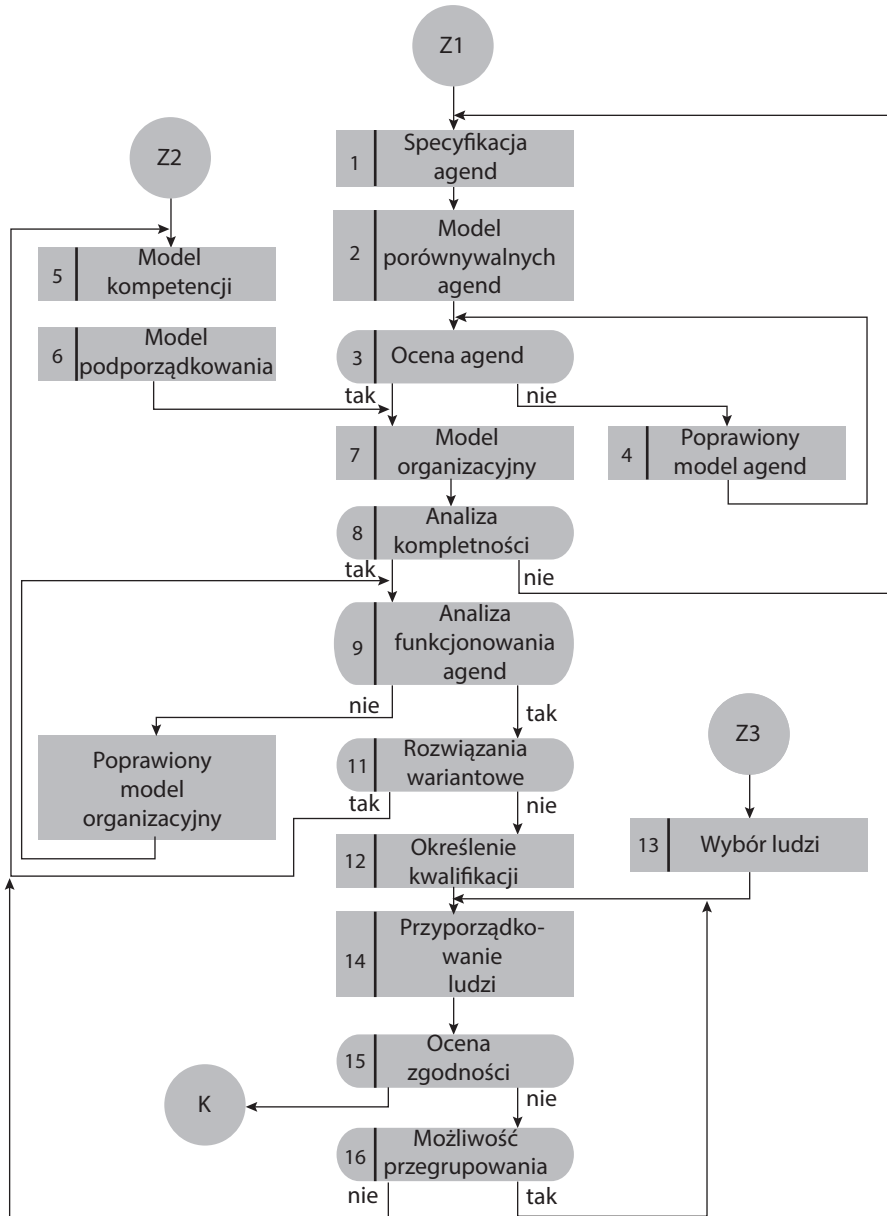 Z1
1
Specyfikacja
agend
Z2
2
Model
porównywalnych
agend
5
Model
kompetencji
6
Model
podporządkowania
3
Ocena agend
tak
nie
7
Model
organizacyjny
4
Poprawiony
model agend
8
Analiza
kompletności
tak
nie
9
Analiza
funkcjonowania
agend
nie
tak
Z3
Poprawiony
model
organizacyjny
11
Rozwiązania
wariantowe
tak
nie
12
Określenie
kwalifikacji
13
Wybór ludzi
14
Przyporządko-
wanie
ludzi
15
Ocena
zgodności
K
nie
16
Możliwość
przegrupowania
nie
tak